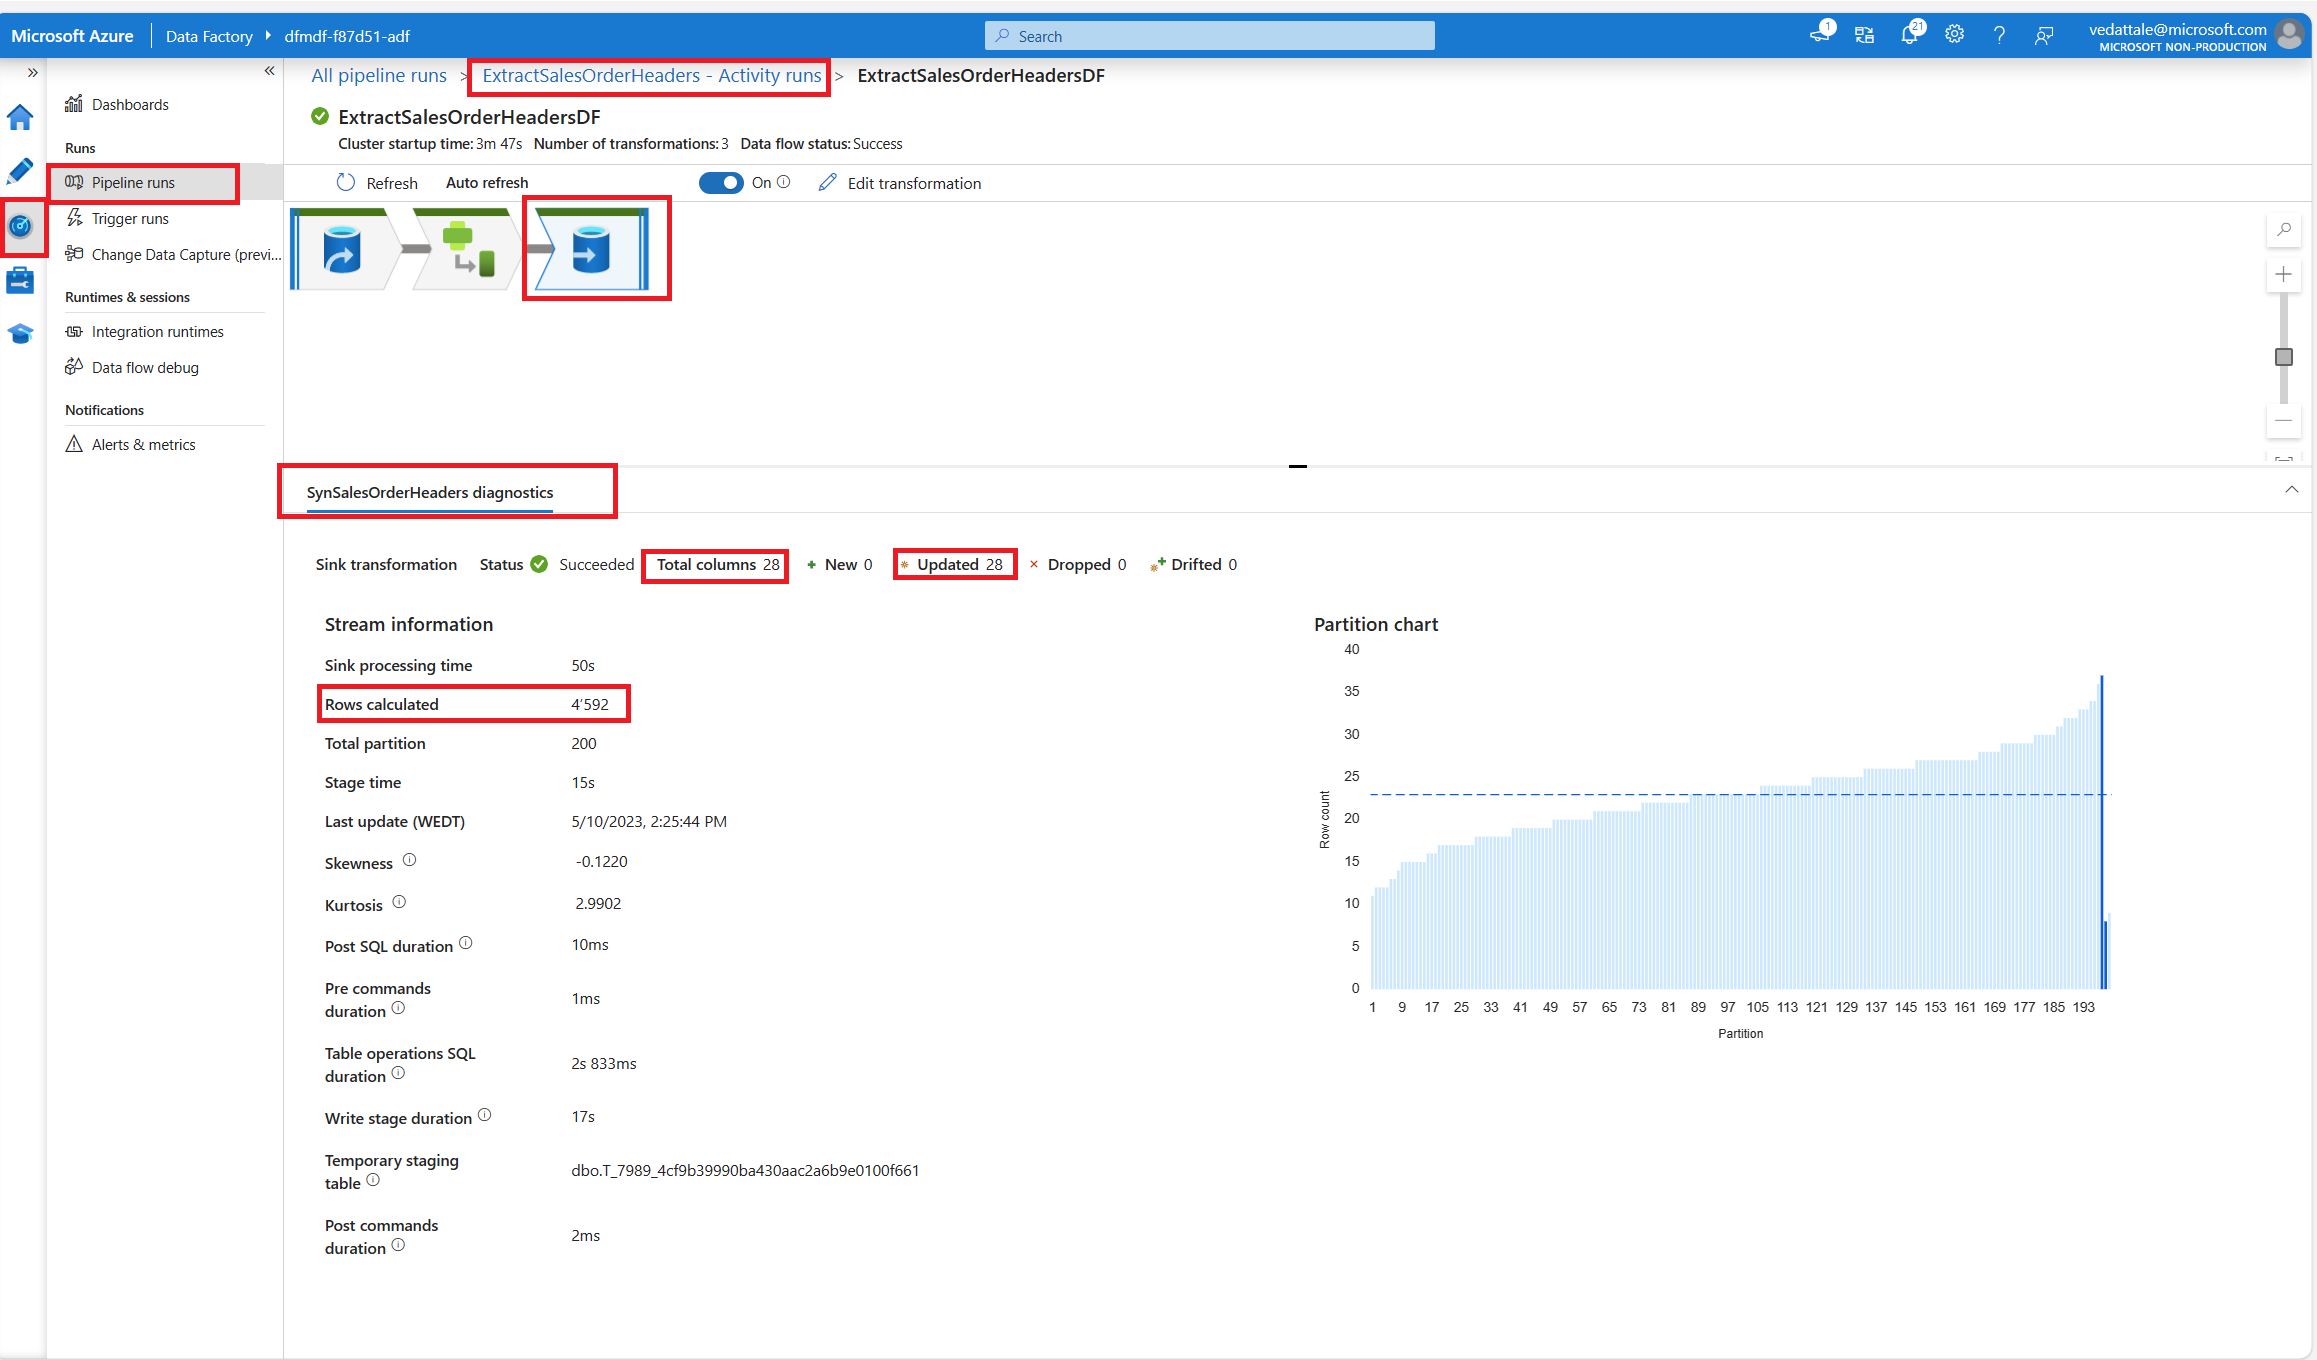 Microsoft Azure
Data Factory
dfmdf-f87d51-adf
Search
1
21
vedattale@microsoft.com
MICROSOFT NON-PRODUCTION
»
«
Dashboards
Runs
Pipeline runs
Trigger runs
Change Data Capture (previ...
Runtimes & sessions
Integration runtimes
Data flow debug
Notifications
Alerts & metrics
All pipeline runs > ExtractSalesOrderHeaders - Activity runs > ExtractSalesOrderHeadersDF
ExtractSalesOrderHeadersDF
Cluster startup time: 3m 47s Number of transformations: 3 Data flow status: Success
Refresh Auto refresh On Edit transformation
SynSalesOrderHeaders diagnostics
Sink transformation Status Succeeded Total columns 28 + New 0 Updated 28 × Dropped 0 Drifted 0
Stream information
Sink processing time 50s
Rows calculated 4'592
Total partition 200
Stage time 15s
Last update (WEDT) 5/10/2023, 2:25:44 PM
Skewness -0.1220
Kurtosis 2.9902
Post SQL duration 10ms
Pre commands
duration 1ms
Table operations SQL
duration 2s 833ms
Write stage duration 17s
Temporary staging
table dbo.T_7989_4cf9b39990ba430aac2a6b9e0100f661
Post commands
duration 2ms
Partition chart
40
35
30
25
20
15
10
5
0
Row count
1 9 17 25 33 41 49 57 65 73 81 89 97 105 113 121 129 137 145 153 161 169 177 185 193
Partition